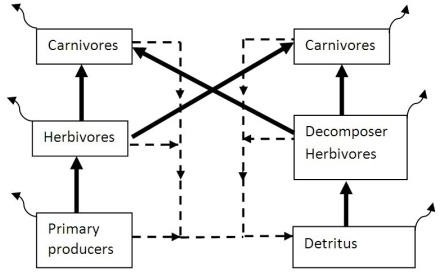 Carnivores
Carnivores
Herbivores
Decomposer
Herbivores
Primary
producers
Detritus